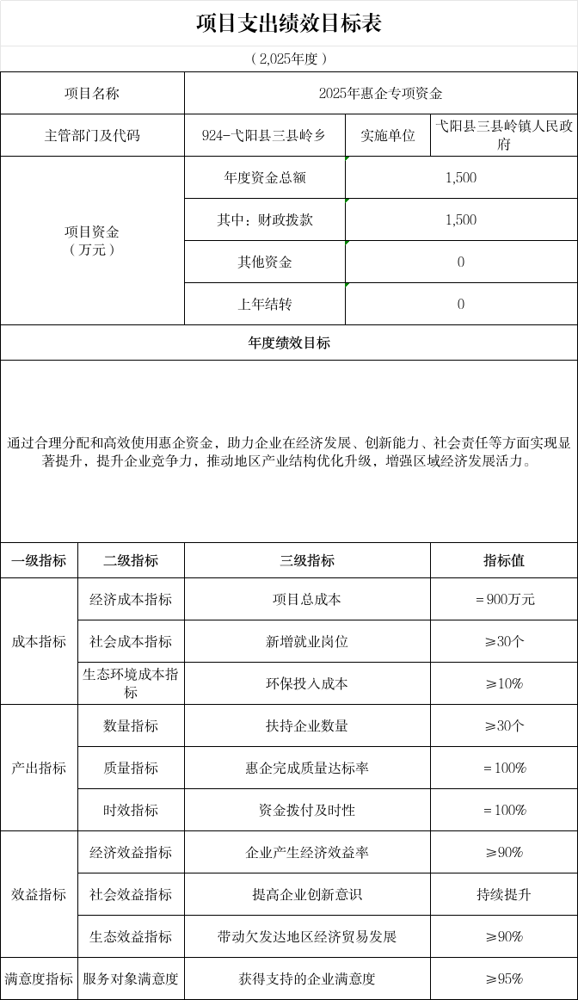 项目支出绩效目标表
（2,025年度）
项目名称
2025年惠企专项资金
主管部门及代码
924-弋阳县三县岭乡
实施单位
弋阳县三县岭镇人民政
府
项目资金
（万元）
年度资金总额
1,500
其中：财政拨款
1,500
其他资金
0
上年结转
0
年度绩效目标
通过合理分配和高效使用惠企资金，助力企业在经济发展、创新能力、社会责任等方面实现显
著提升，提升企业竞争力，推动地区产业结构优化升级，增强区域经济发展活力。
一级指标
二级指标
三级指标
指标值
成本指标
经济成本指标
项目总成本
＝900万元
社会成本指标
新增就业岗位
≥30个
生态环境成本指
标
环保投入成本
≥10%
产出指标
数量指标
扶持企业数量
≥30个
质量指标
惠企完成质量达标率
＝100%
时效指标
资金拨付及时性
＝100%
效益指标
经济效益指标
企业产生经济效益率
≥90%
社会效益指标
提高企业创新意识
持续提升
生态效益指标
带动欠发达地区经济贸易发展
≥90%
满意度指标
服务对象满意度
获得支持的企业满意度
≥95%